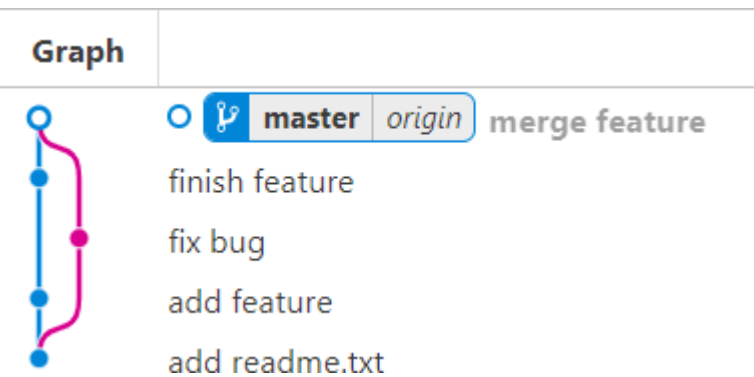 Graph
master origin merge feature
finish feature
fix bug
add feature
add readme.txt